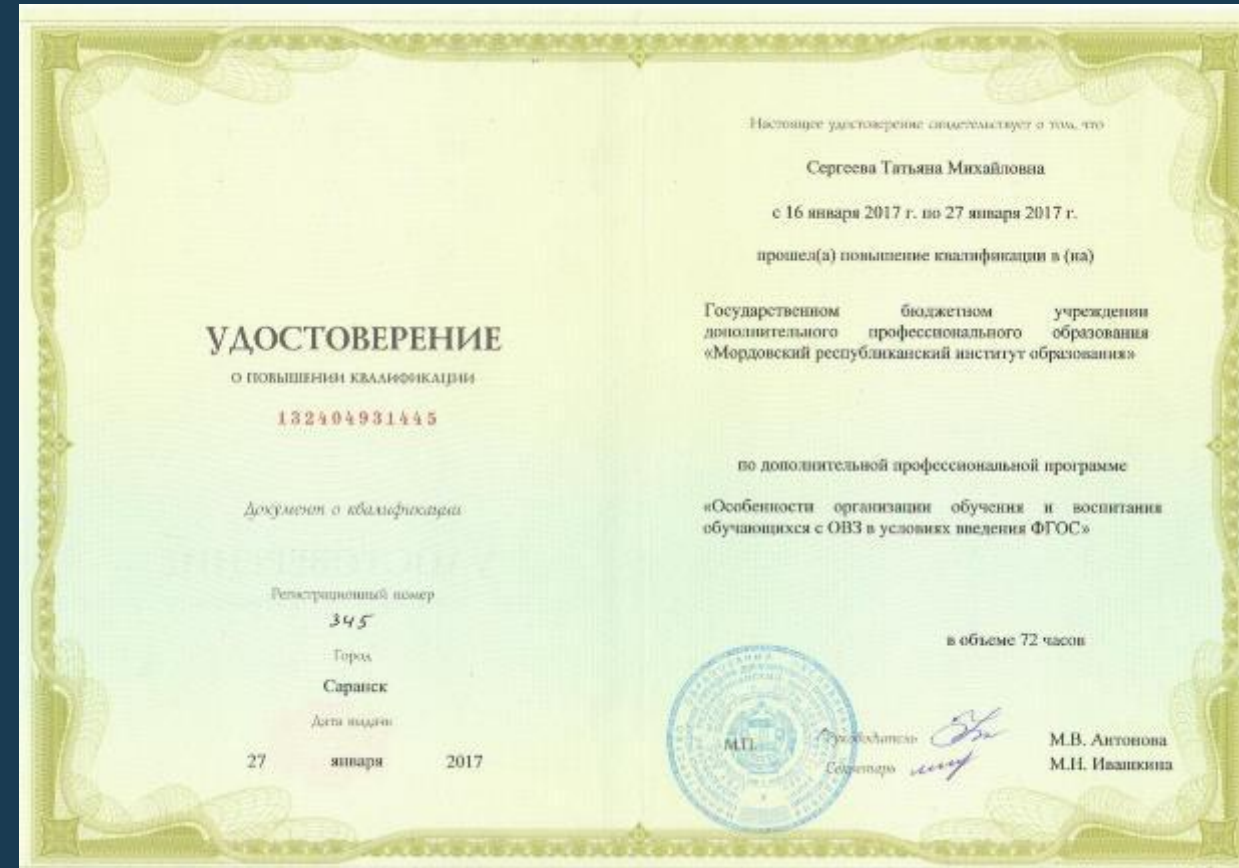 УДОСТОВЕРЕНИЕ
О ПОВЫШЕНИИ КВАЛИФИКАЦИИ
132404931445
Документ о квалификации
Регистрационный номер
345
Город
Саранск
Дата выдачи
27 января 2017
Настоящее удостоверение свидетельствует о том, что
Сергеева Татьяна Михайловна
с 16 января 2017 г. по 27 января 2017 г.
прошел(а) повышение квалификации в (на)
Государственном бюджетном учреждении
дополнительного профессионального образования
«Мордовский республиканский институт образования»
по дополнительной профессиональной программе
«Особенности организации обучения и воспитания
обучающихся с ОВЗ в условиях введения ФГОС»
в объеме 72 часов
М.П.
Руководитель М.В. Антонова
Секретарь М.Н. Ивашкина